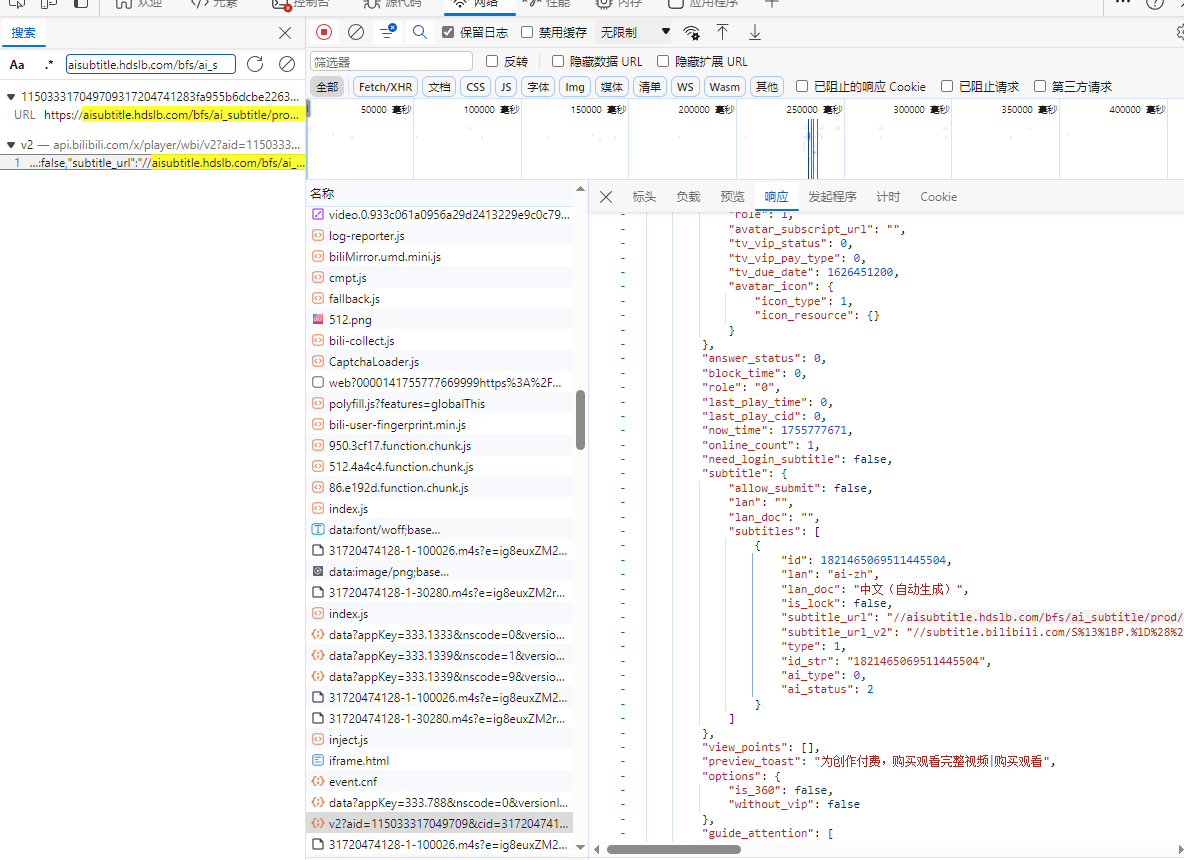 欢迎
元素
控制台
源代码
网络
性能
内存
应用程序
搜索
保留日志
禁用缓存
无限制
Aa
.*
aisubtitle.hdslb.com/bfs/ai_s
筛选器
反转
隐藏数据 URL
隐藏扩展 URL
全部
Fetch/XHR
文档
CSS
JS
字体
Img
媒体
清单
WS
Wasm
其他
已阻止的响应 Cookie
已阻止请求
第三方请求
115033317049709317204741283fa955b6dcbe2263...
URL https://aisubtitle.hdslb.com/bfs/ai_subtitle/pro...
v2 — api.bilibili.com/x/player/wbi/v2?aid=1150333...
1 ...:false,"subtitle_url":"//aisubtitle.hdslb.com/bfs/ai_...
50000 毫秒
100000 毫秒
150000 毫秒
200000 毫秒
250000 毫秒
300000 毫秒
350000 毫秒
400000 毫秒
名称
video.0.933c061a0956a29d2413229e9c0c79...
log-reporter.js
biliMirror.umd.mini.js
cmpt.js
fallback.js
512.png
bili-collect.js
CaptchaLoader.js
web?0000141755777669999https%3A%2F...
polyfill.js?features=globalThis
bili-user-fingerprint.min.js
950.3cf17.function.chunk.js
512.4a4c4.function.chunk.js
86.e192d.function.chunk.js
index.js
data:font/woff;base...
31720474128-1-100026.m4s?e=ig8euxZM2...
data:image/png;base...
31720474128-1-30280.m4s?e=ig8euxZM2r...
index.js
data?appKey=333.1333&nscode=0&versio...
data?appKey=333.1339&nscode=1&versio...
data?appKey=333.1339&nscode=9&versio...
31720474128-1-100026.m4s?e=ig8euxZM2...
31720474128-1-30280.m4s?e=ig8euxZM2r...
inject.js
iframe.html
event.cnf
data?appKey=333.788&nscode=0&versionI...
v2?aid=115033317049709&cid=317204741...
31720474128-1-100026.m4s?e=ig8euxZM2...
标头
负载
预览
响应
发起程序
计时
Cookie
"role": 1,
"avatar_subscript_url": "",
"tv_vip_status": 0,
"tv_vip_pay_type": 0,
"tv_due_date": 1626451200,
"avatar_icon": {
"icon_type": 1,
"icon_resource": {}
}
},
"answer_status": 0,
"block_time": 0,
"role": "0",
"last_play_time": 0,
"last_play_cid": 0,
"now_time": 1755777671,
"online_count": 1,
"need_login_subtitle": false,
"subtitle": {
"allow_submit": false,
"lan": "",
"lan_doc": "",
"subtitles": [
{
"id": 1821465069511445504,
"lan": "ai-zh",
"lan_doc": "中文（自动生成）",
"is_lock": false,
"subtitle_url": "//aisubtitle.hdslb.com/bfs/ai_subtitle/prod/
"subtitle_url_v2": "//subtitle.bilibili.com/S%13%1BP.%1D%28%2
"type": 1,
"id_str": "1821465069511445504",
"ai_type": 0,
"ai_status": 2
}
]
},
"view_points": [],
"preview_toast": "为创作付费，购买观看完整视频|购买观看",
"options": {
"is_360": false,
"without_vip": false
},
"guide_attention": [